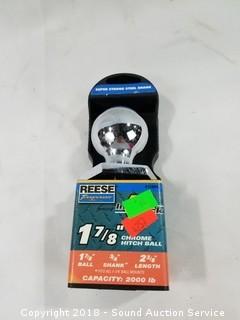 SUPER STRONG STEEL SHANK
REESE
Towpower
1 7/8"
CHROME
HITCH BALL
1 7/8" 3/4" 2 3/8"
BALL SHANK LENGTH
CAPACITY: 2000 lb
Copyright 2018 - Sound Auction Service